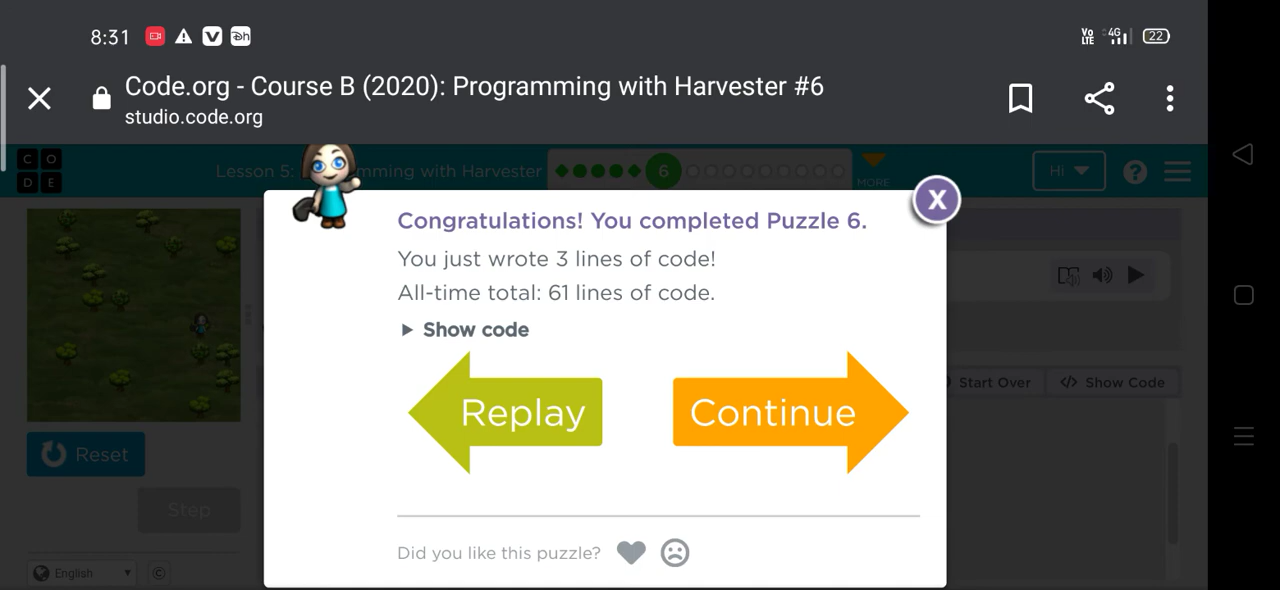 8:31
Vo LTE 4G 22
Code.org - Course B (2020): Programming with Harvester #6
studio.code.org
C O
D E
Lesson 5: mming with Harvester 6 MORE Hi ?
X
Congratulations! You completed Puzzle 6.
You just wrote 3 lines of code!
All-time total: 61 lines of code.
Show code
Start Over </> Show Code
Replay Continue
Reset
Step
Did you like this puzzle?
English ©